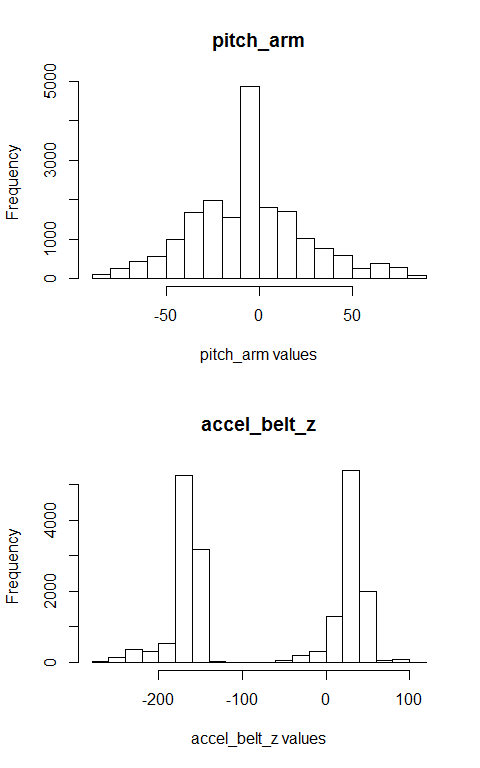 pitch_arm
Frequency
5000
3000
1000
0
-50 0 50
pitch_arm values
accel_belt_z
Frequency
4000
2000
0
-200 -100 0 100
accel_belt_z values